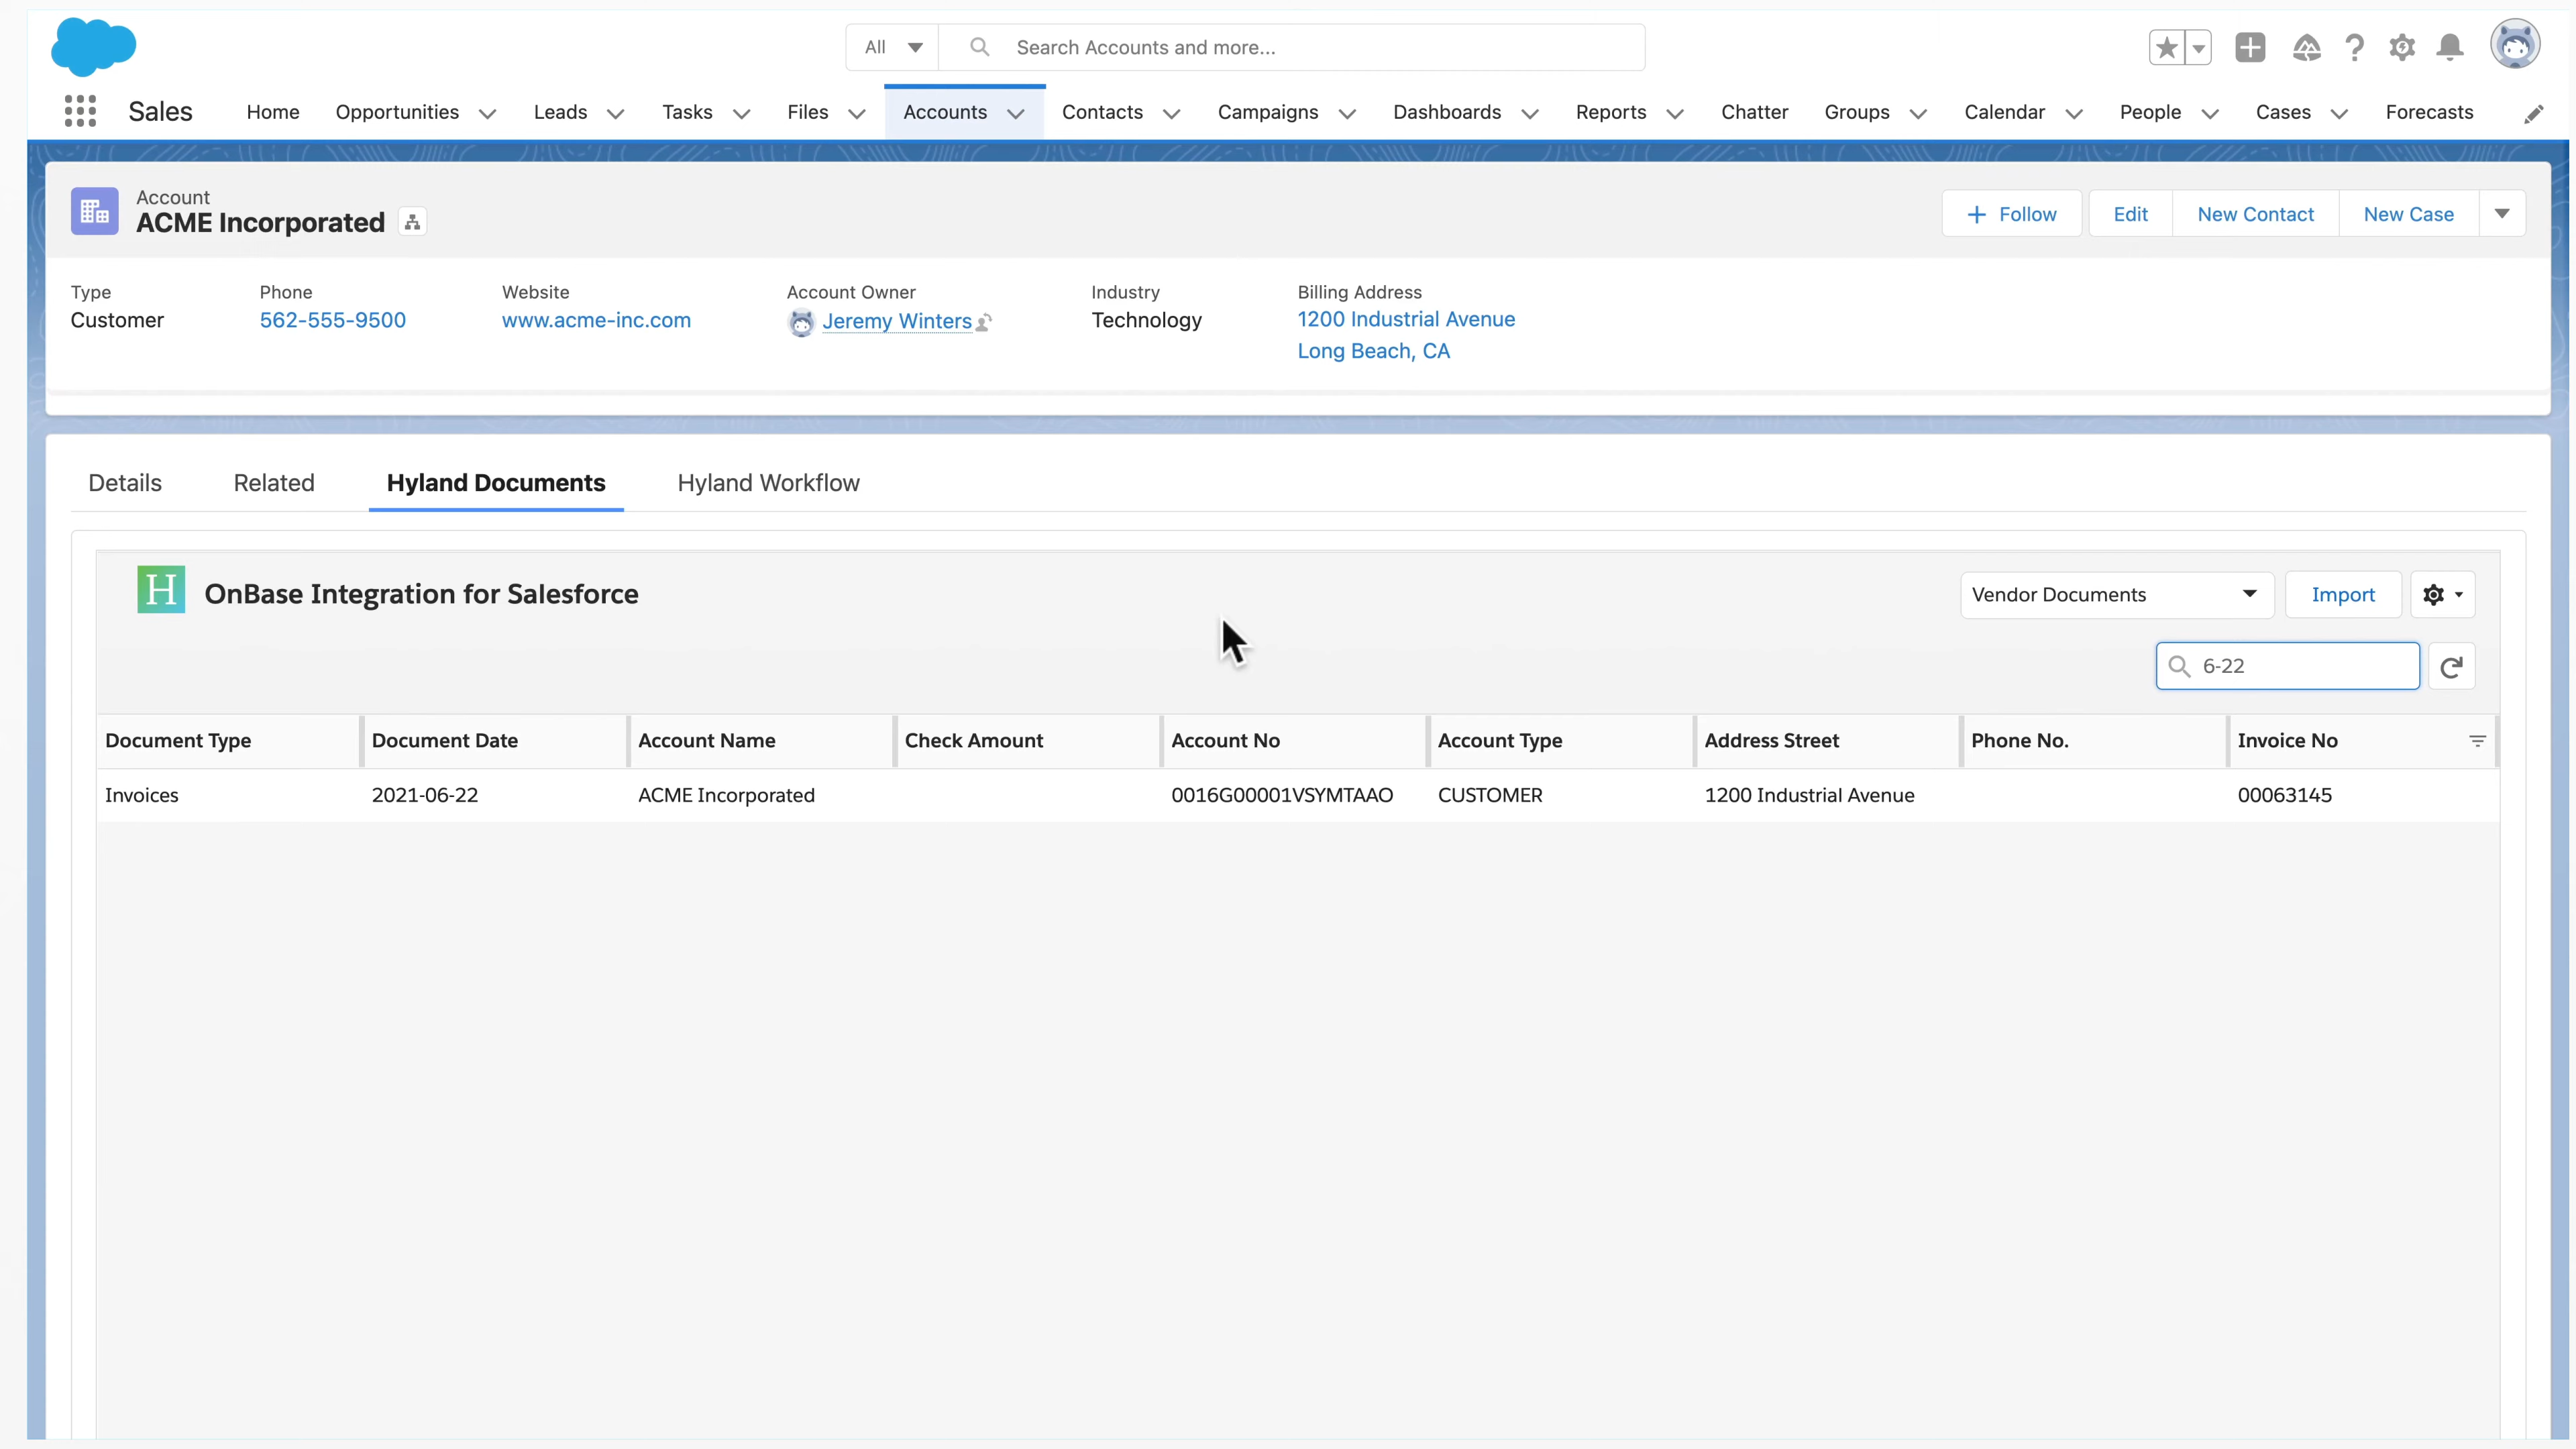 All
Search Accounts and more...
Sales Home Opportunities Leads Tasks Files Accounts Contacts Campaigns Dashboards Reports Chatter Groups Calendar People Cases Forecasts
Account
ACME Incorporated
+ Follow Edit New Contact New Case
Type Phone Website Account Owner Industry Billing Address
Customer 562-555-9500 www.acme-inc.com Jeremy Winters Technology 1200 Industrial Avenue
Long Beach, CA
Details Related Hyland Documents Hyland Workflow
H OnBase Integration for Salesforce Vendor Documents Import
6-22
Document Type Document Date Account Name Check Amount Account No Account Type Address Street Phone No. Invoice No
Invoices 2021-06-22 ACME Incorporated 0016G00001VSYMTAAO CUSTOMER 1200 Industrial Avenue 00063145